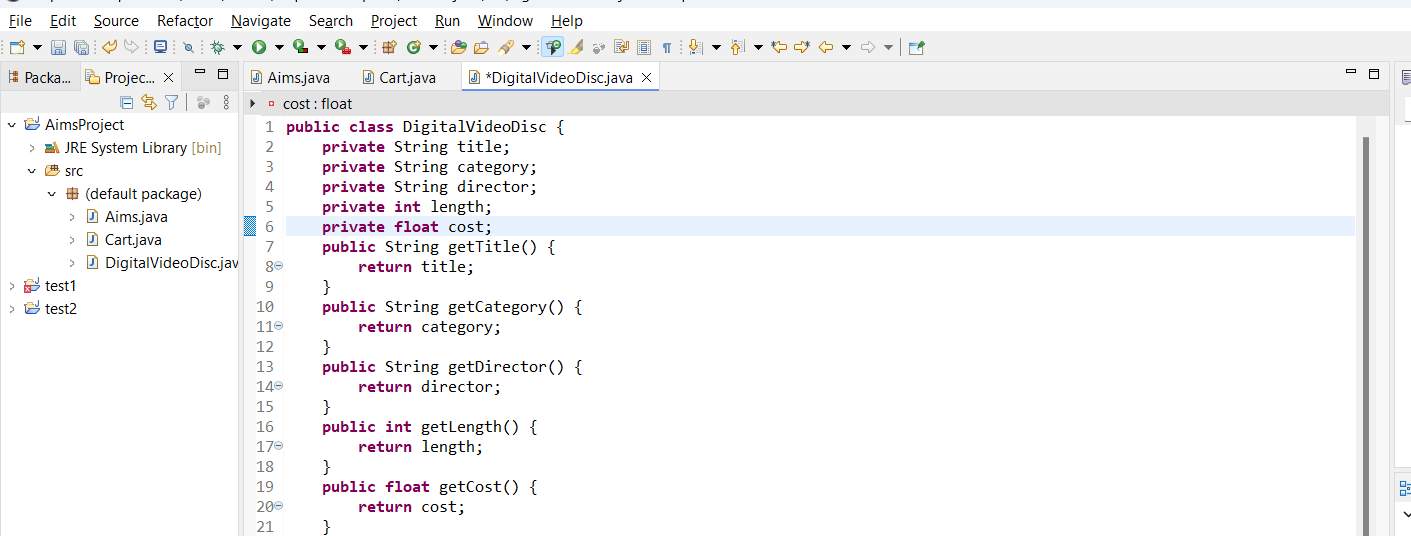 File Edit Source Refactor Navigate Search Project Run Window Help
Packa... Projec...
AimsProject
JRE System Library [bin]
src
(default package)
Aims.java
Cart.java
DigitalVideoDisc.jav
test1
test2
Aims.java Cart.java *DigitalVideoDisc.java
cost : float
1 public class DigitalVideoDisc {
2 private String title;
3 private String category;
4 private String director;
5 private int length;
6 private float cost;
7 public String getTitle() {
8 return title;
9 }
10 public String getCategory() {
11 return category;
12 }
13 public String getDirector() {
14 return director;
15 }
16 public int getLength() {
17 return length;
18 }
19 public float getCost() {
20 return cost;
21 }